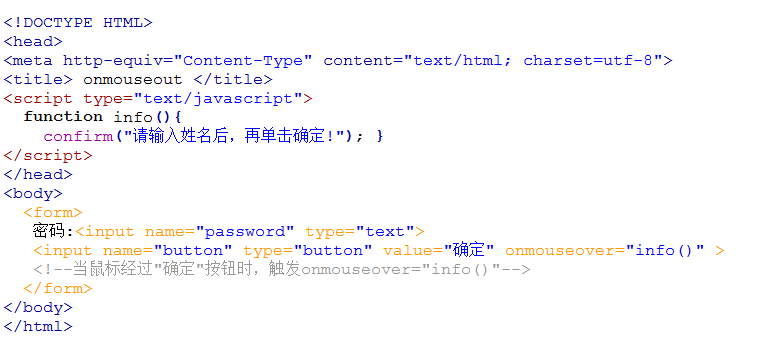 <!DOCTYPE HTML>
<head>
<meta http-equiv="Content-Type" content="text/html; charset=utf-8">
<title> onmouseout </title>
<script type="text/javascript">
  function info(){
    confirm("请输入姓名后，再单击确定!"); }
</script>
</head>
<body>
  <form>
   密码:<input name="password" type="text">
   <input name="button" type="button" value="确定" onmouseover="info()" >
   <!--当鼠标经过"确定"按钮时，触发onmouseover="info()"-->
  </form>
</body>
</html>